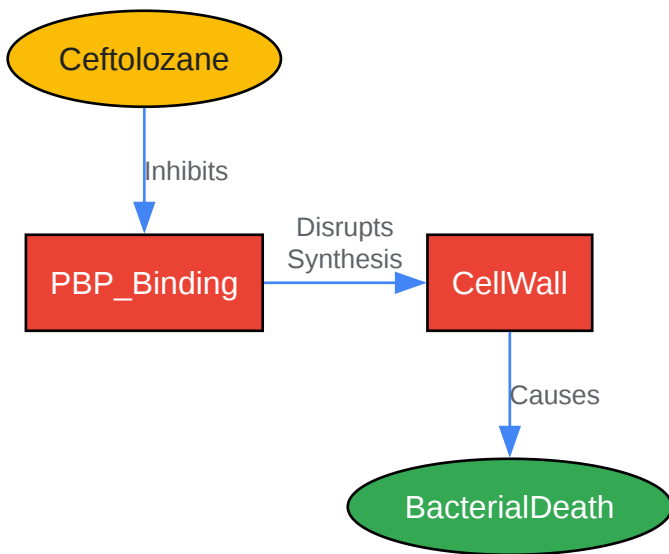 Ceftolozane
Inhibits
PBP_Binding
Disrupts
Synthesis
CellWall
Causes
BacterialDeath